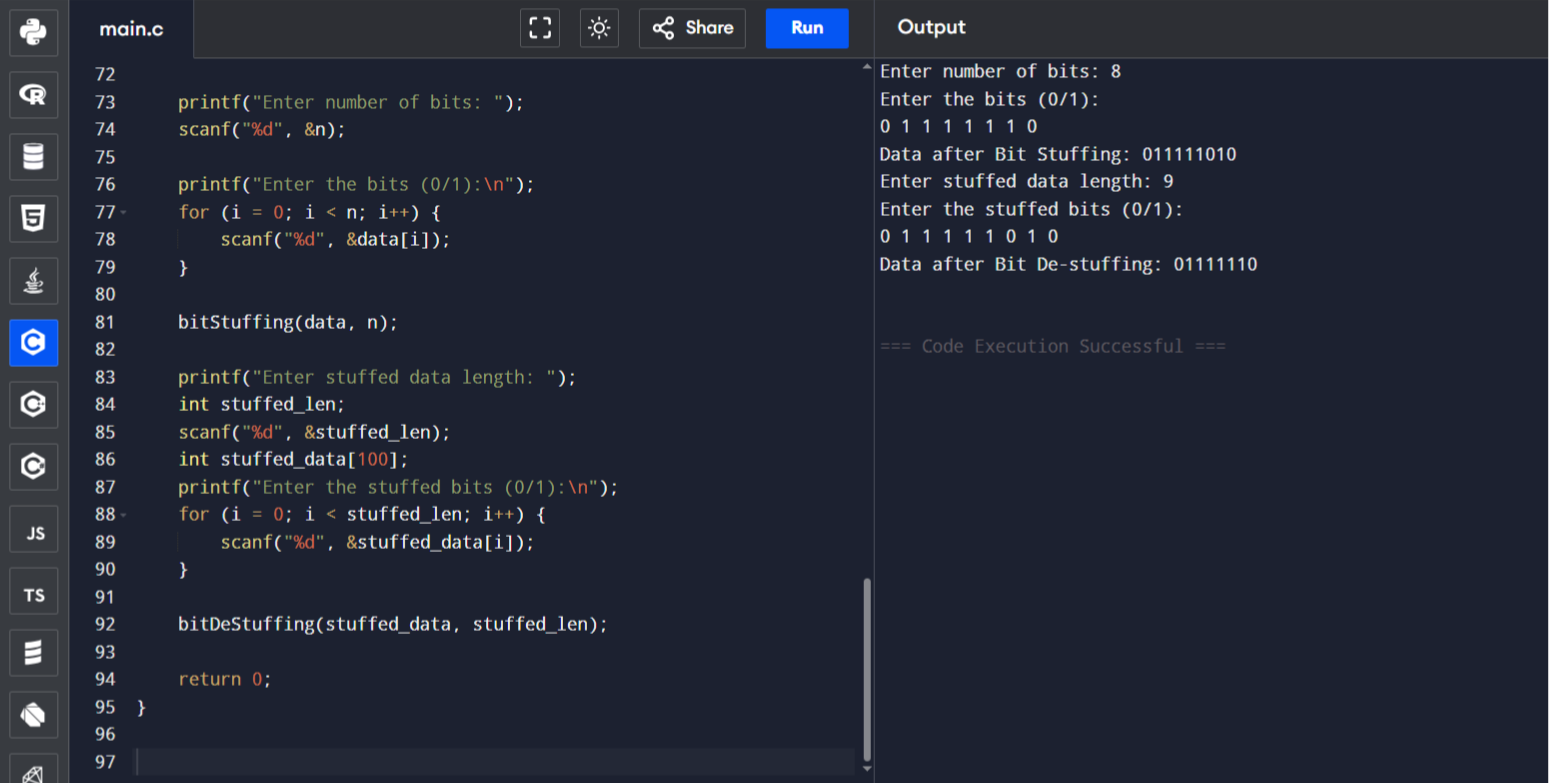 main.c
Share
Run
Output
72
73 printf("Enter number of bits: ");
74 scanf("%d", &n);
75
76 printf("Enter the bits (0/1):\n");
77 for (i = 0; i < n; i++) {
78 scanf("%d", &data[i]);
79 }
80
81 bitStuffing(data, n);
82
83 printf("Enter stuffed data length: ");
84 int stuffed_len;
85 scanf("%d", &stuffed_len);
86 int stuffed_data[100];
87 printf("Enter the stuffed bits (0/1):\n");
88 for (i = 0; i < stuffed_len; i++) {
89 scanf("%d", &stuffed_data[i]);
90 }
91
92 bitDeStuffing(stuffed_data, stuffed_len);
93
94 return 0;
95 }
96
97
Enter number of bits: 8
Enter the bits (0/1):
0 1 1 1 1 1 1 0
Data after Bit Stuffing: 011111010
Enter stuffed data length: 9
Enter the stuffed bits (0/1):
0 1 1 1 1 1 0 1 0
Data after Bit De-stuffing: 01111110
=== Code Execution Successful ===
R
5
C
C
C
JS
TS